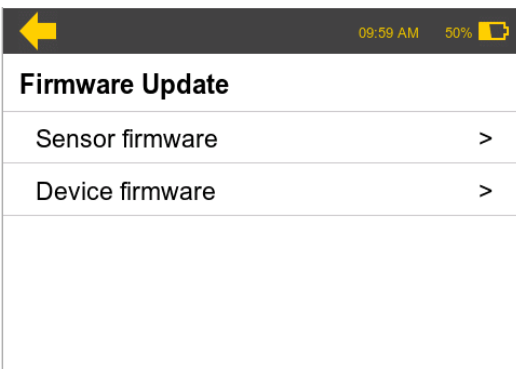 09:59 AM 50%
Firmware Update
Sensor firmware >
Device firmware >